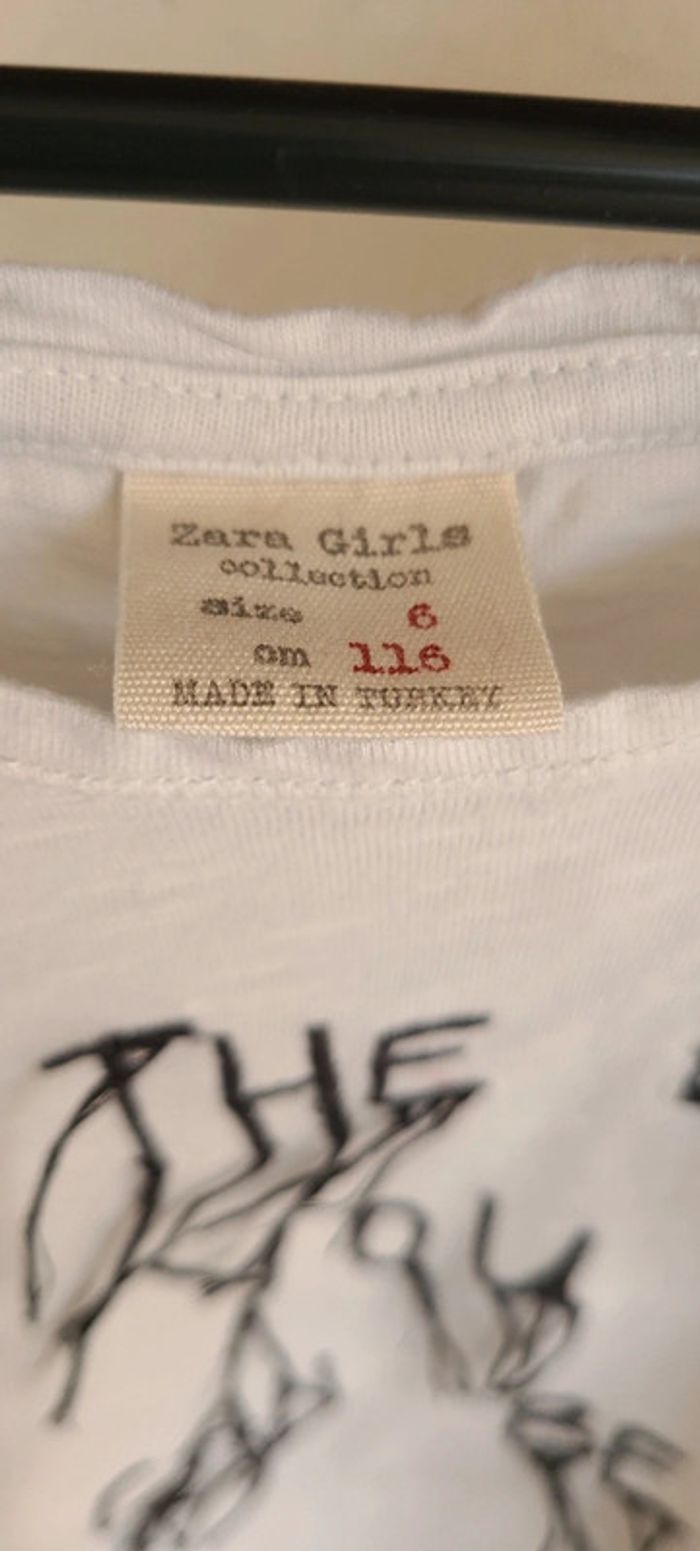 Zara Girls
collection
size 6
cm 116
MADE IN TURKEY
THE